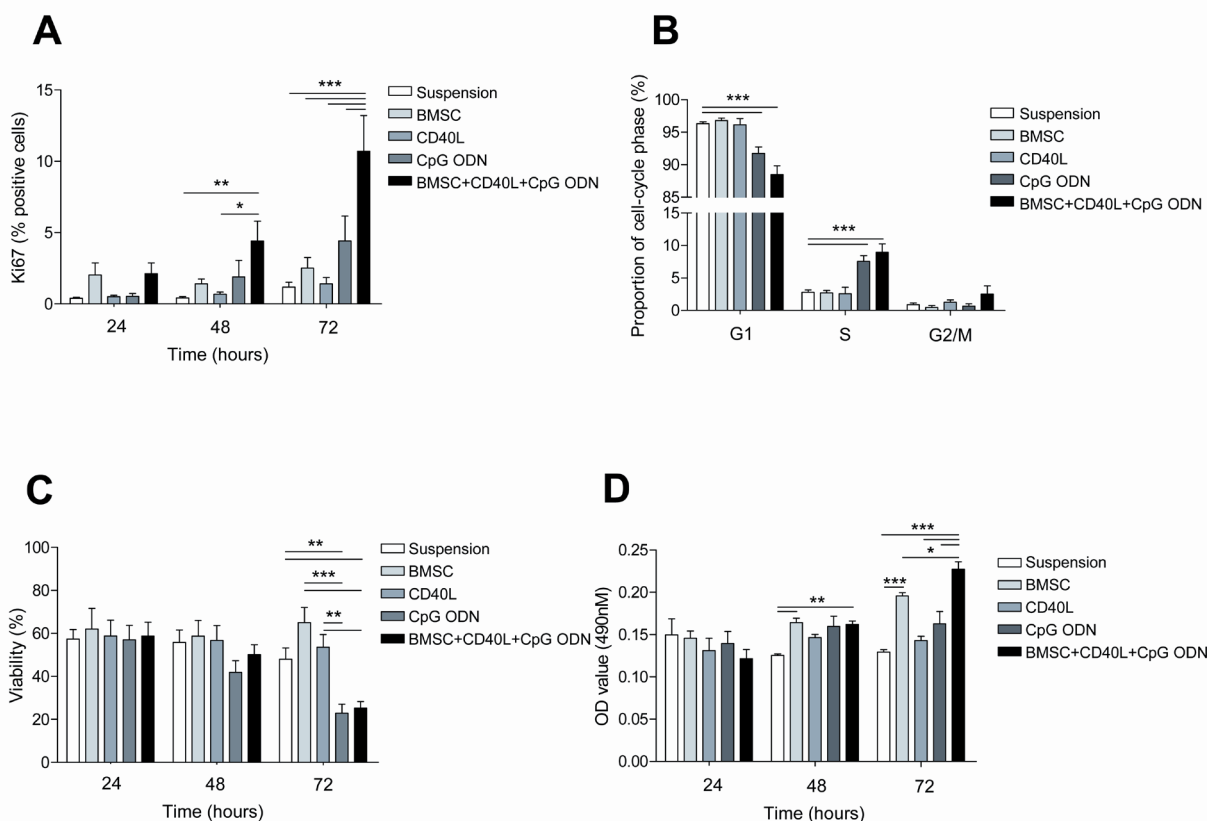 A
Ki67 (% positive cells)
15
10
5
0
***
**
*
24 48 72
Time (hours)
Suspension
BMSC
CD40L
CpG ODN
BMSC+CD40L+CpG ODN
B
Proportion of cell-cycle phase (%)
100
95
90
85
15
10
5
0
***
***
G1 S G2/M
Suspension
BMSC
CD40L
CpG ODN
BMSC+CD40L+CpG ODN
C
Viability (%)
100
80
60
40
20
0
**
***
**
24 48 72
Time (hours)
Suspension
BMSC
CD40L
CpG ODN
BMSC+CD40L+CpG ODN
D
OD value (490nM)
0.25
0.20
0.15
0.10
0.05
0.00
***
*
***
**
24 48 72
Time (hours)
Suspension
BMSC
CD40L
CpG ODN
BMSC+CD40L+CpG ODN